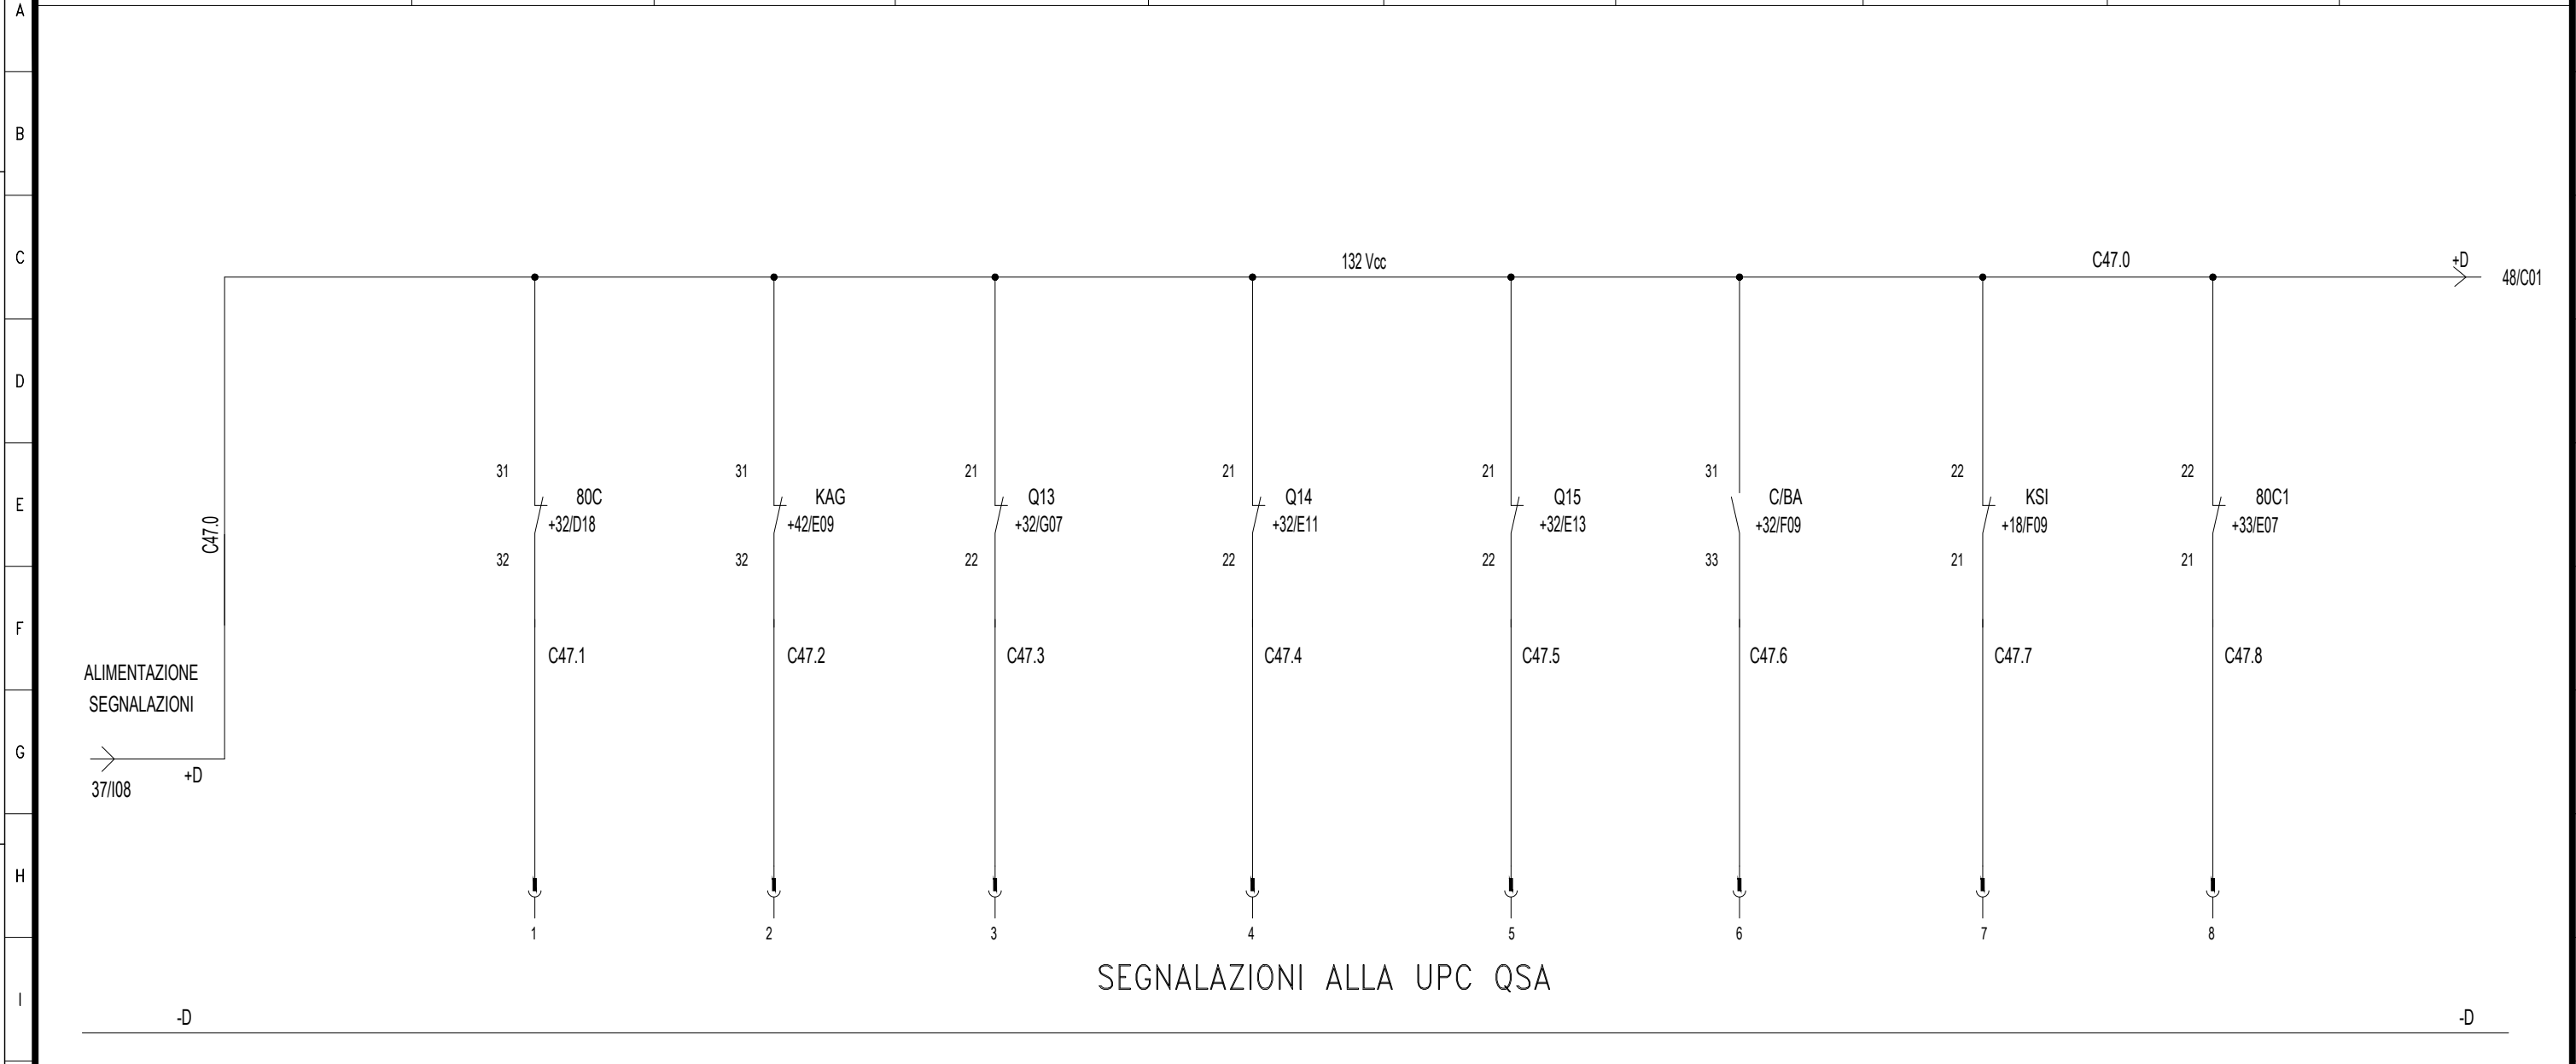 A
B
C
D
E
F
G
H
I
132 Vcc
C47.0
+D
48/C01
31
80C
+32/D18
32
C47.1
1
31
KAG
+42/E09
32
C47.2
2
21
Q13
+32/G07
22
C47.3
3
21
Q14
+32/E11
22
C47.4
4
21
Q15
+32/E13
22
C47.5
5
31
C/BA
+32/F09
33
C47.6
6
22
KSI
+18/F09
21
C47.7
7
22
80C1
+33/E07
21
C47.8
8
C47.0
ALIMENTAZIONE
SEGNALAZIONI
+D
37/I08
SEGNALAZIONI ALLA UPC QSA
-D
-D